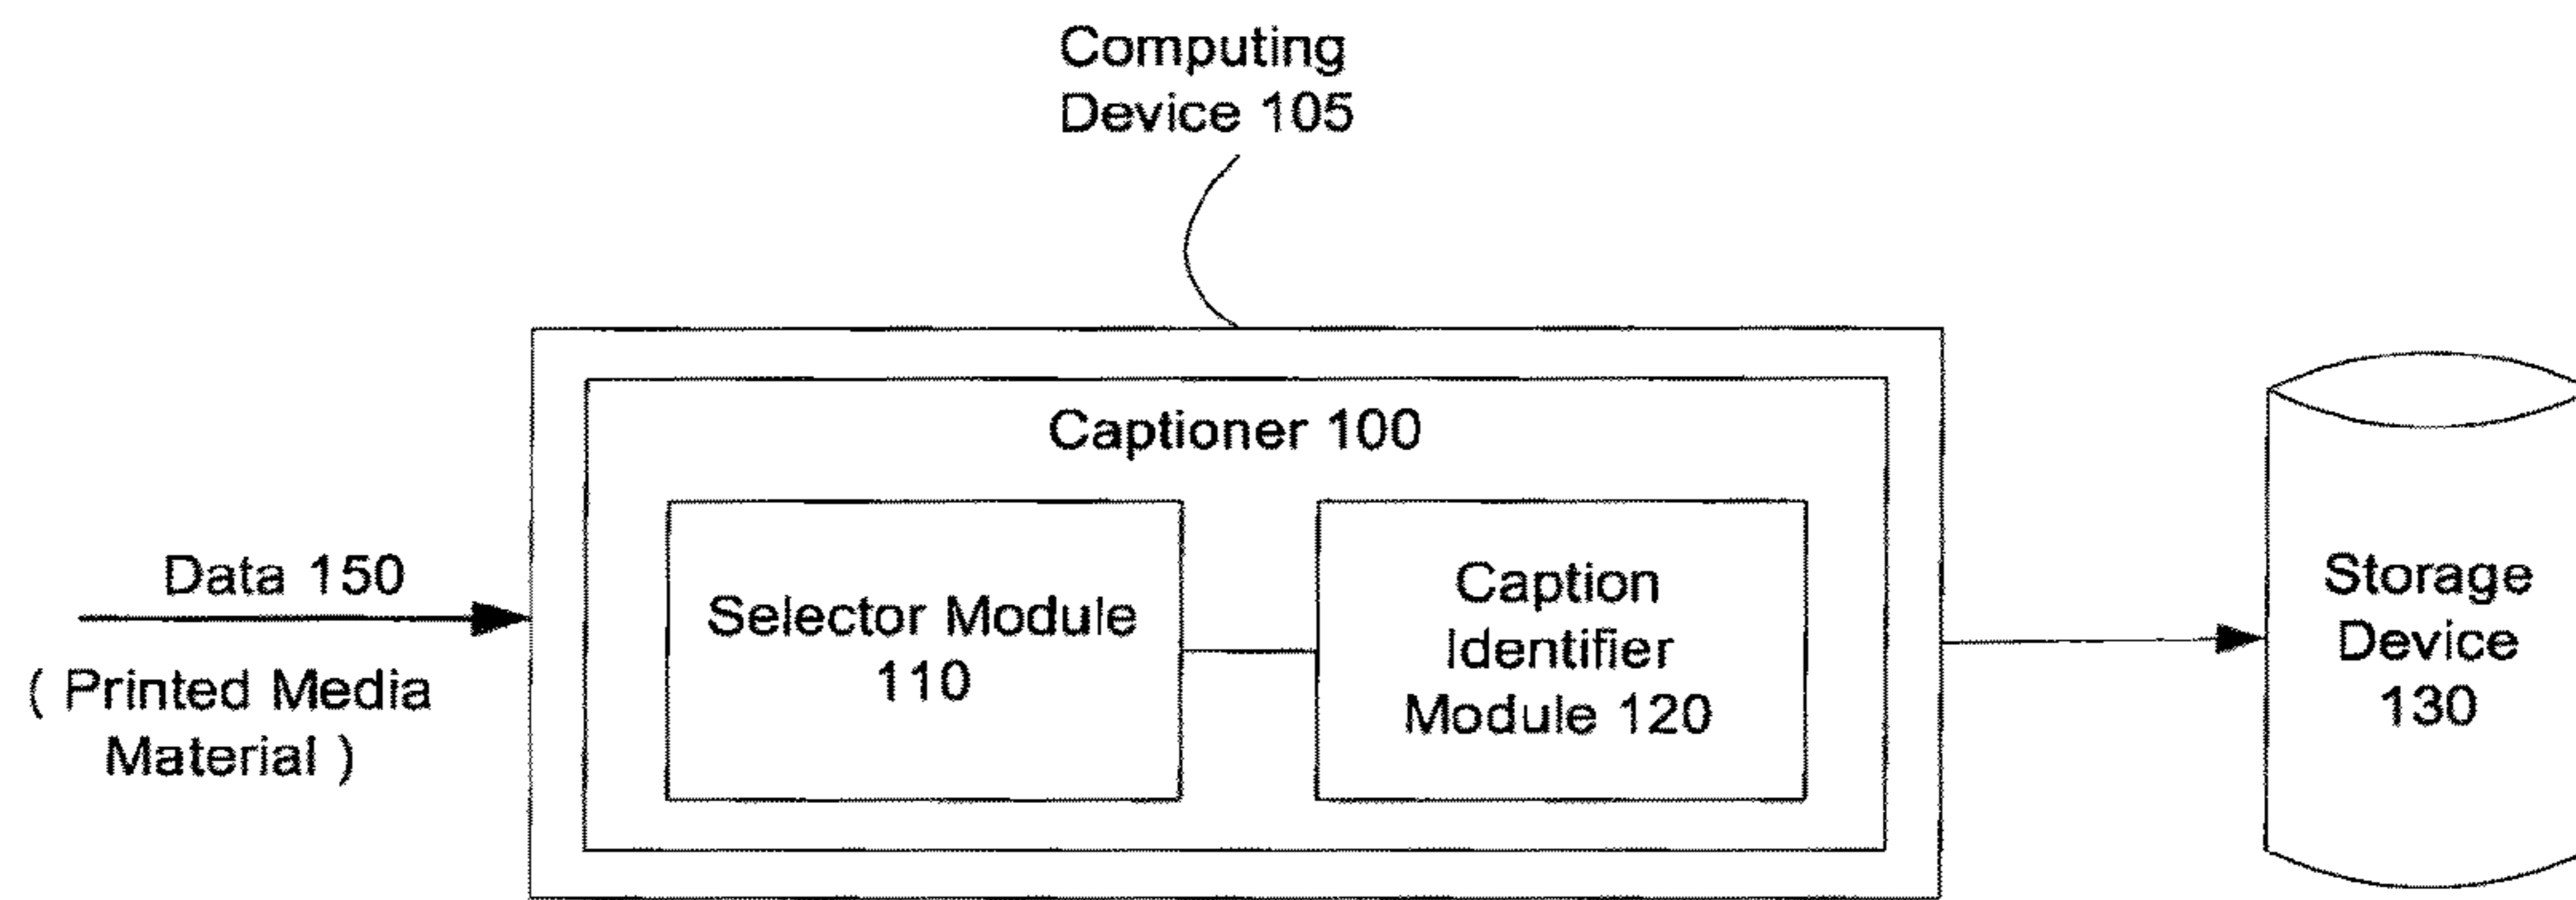 Computing
Device 105
Captioner 100
Data 150
( Printed Media
Material )
Selector Module
110
Caption
Identifier
Module 120
Storage
Device
130